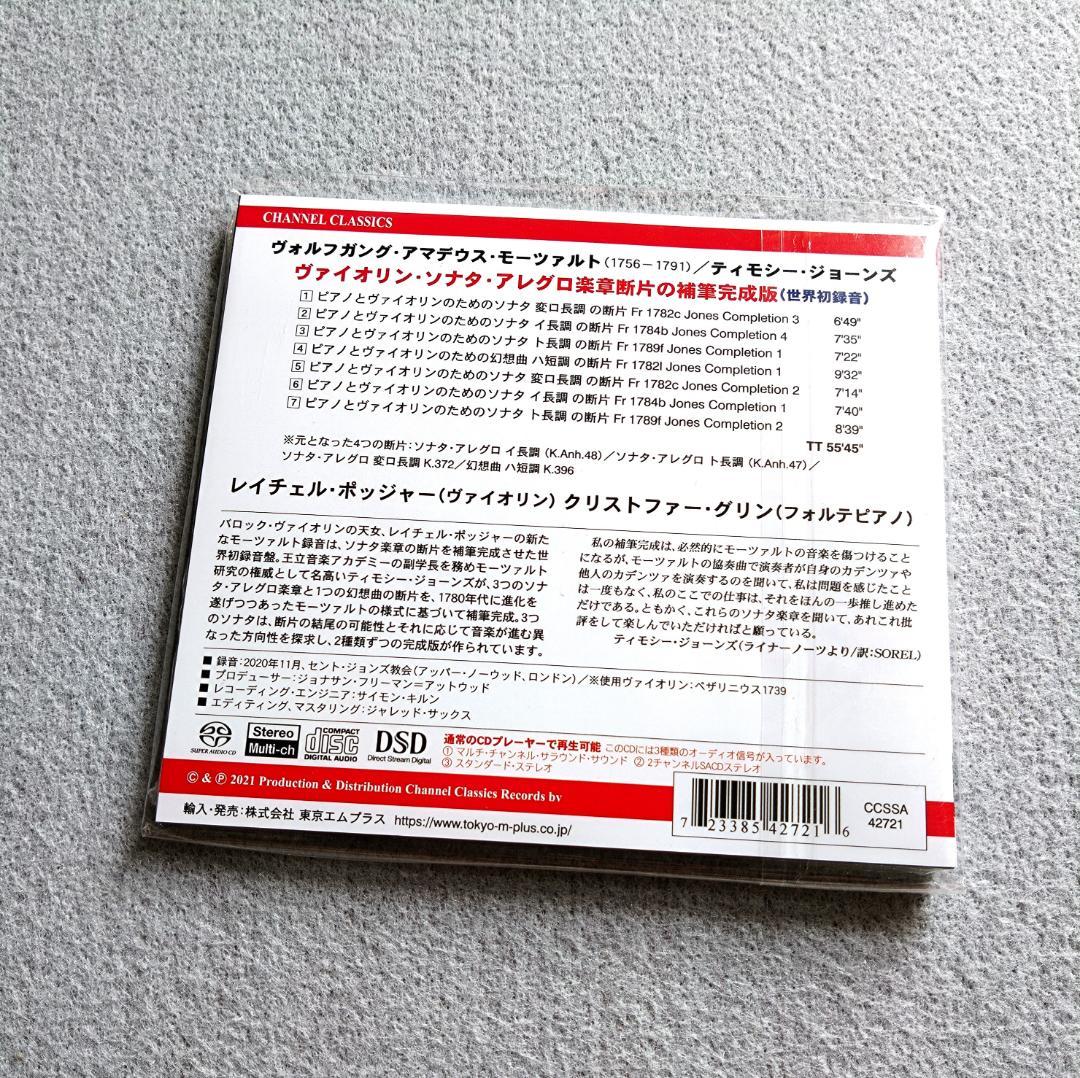 CHANNEL CLASSICS
ヴォルフガング・アマデウス・モーツァルト(1756－1791)／ティモシー・ジョーンズ
ヴァイオリン・ソナタ・アレグロ楽章断片の補筆完成版(世界初録音)
1 ピアノとヴァイオリンのためのソナタ 変ロ長調 の断片 Fr 1782c Jones Completion 3 6'49"
2 ピアノとヴァイオリンのためのソナタ イ長調 の断片 Fr 1784b Jones Completion 4 7'35"
3 ピアノとヴァイオリンのためのソナタ ト長調 の断片 Fr 1789f Jones Completion 1 7'22"
4 ピアノとヴァイオリンのための幻想曲 ハ短調 の断片 Fr 1782l Jones Completion 1 9'32"
5 ピアノとヴァイオリンのためのソナタ 変ロ長調 の断片 Fr 1782c Jones Completion 2 7'14"
6 ピアノとヴァイオリンのためのソナタ イ長調 の断片 Fr 1784b Jones Completion 1 7'40"
7 ピアノとヴァイオリンのためのソナタ ト長調 の断片 Fr 1789f Jones Completion 2 8'39"
TT 55'45"
※元となった4つの断片：ソナタ・アレグロ イ長調 (K.Anh.48)／ソナタ・アレグロ ト長調 (K.Anh.47)／
ソナタ・アレグロ 変ロ長調 K.372／幻想曲 ハ短調 K.396
レイチェル・ポッジャー(ヴァイオリン) クリストファー・グリン(フォルテピアノ)
バロック・ヴァイオリンの天女、レイチェル・ポッジャーの新た
なモーツァルト録音は、ソナタ楽章の断片を補筆完成させた世
界初録音盤。王立音楽アカデミーの副学長を務めモーツァルト
研究の権威として名高いティモシー・ジョーンズが、3つのソナ
タ・アレグロ楽章と1つの幻想曲の断片を、1780年代に進化を
遂げつつあったモーツァルトの様式に基づいて補筆完成。3つ
のソナタは、断片の結尾の可能性とそれに応じて音楽が進む異
なった方向性を探求し、2種類ずつの完成版が作られています。
私の補筆完成は、必然的にモーツァルトの音楽を傷つけること
になるが、モーツァルトの協奏曲で演奏者が自身のカデンツァや
他人のカデンツァを演奏するのを聞いて、私は問題を感じたこと
は一度もなく、私のここでの仕事は、それをほんの一歩推し進めた
だけである。ともかく、これらのソナタ楽章を聞いて、あれこれ批
評をして楽しんでいただければと願っている。
ティモシー・ジョーンズ(ライナーノーツより/訳：SOREL)
■ 録音：2020年11月、セント・ジョンズ教会(アッパー・ノーウッド、ロンドン)／※使用ヴァイオリン：ペザリニウス1739
■ プロデューサー：ジョナサン・フリーマン＝アットウッド
■ レコーディング・エンジニア：サイモン・キルン
■ エディティング、マスタリング：ジャレッド・サックス
SUPER AUDIO CD
Stereo
Multi-ch
COMPACT
disc
DIGITAL AUDIO
DSD
Direct Stream Digital
通常のCDプレーヤーで再生可能 このCDには3種類のオーディオ信号が入っています。
① マルチ・チャンネル・サラウンド・サウンド ② 2チャンネルSACDステレオ
③ スタンダード・ステレオ
© & ℗ 2021 Production & Distribution Channel Classics Records bv
輸入・発売：株式会社 東京エムプラス https://www.tokyo-m-plus.co.jp/
7 23385 42721 6
CCSSA
42721